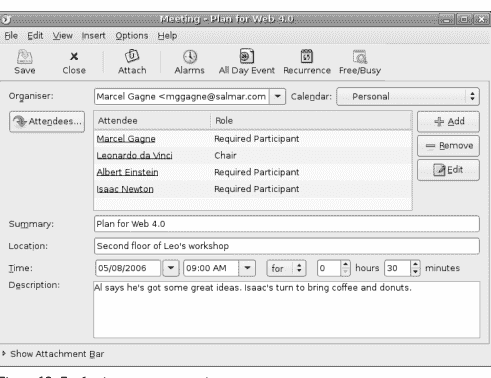 Meeting - Plan for Web 4.0
File Edit View Insert Options Help
Save Close Attach Alarms All Day Event Recurrence Free/Busy
Organiser: Marcel Gagne <mggagne@salmar.com Calendar: Personal
Attendees... Attendee Role Add
Marcel Gagne Required Participant
Remove
Leonardo da Vinci Chair
Albert Einstein Required Participant Edit
Isaac Newton Required Participant
Summary: Plan for Web 4.0
Location: Second floor of Leo's workshop
Time: 05/08/2006 09:00 AM for 0 hours 30 minutes
Description: Al says he's got some great ideas. Isaac's turn to bring coffee and donuts.
Show Attachment Bar